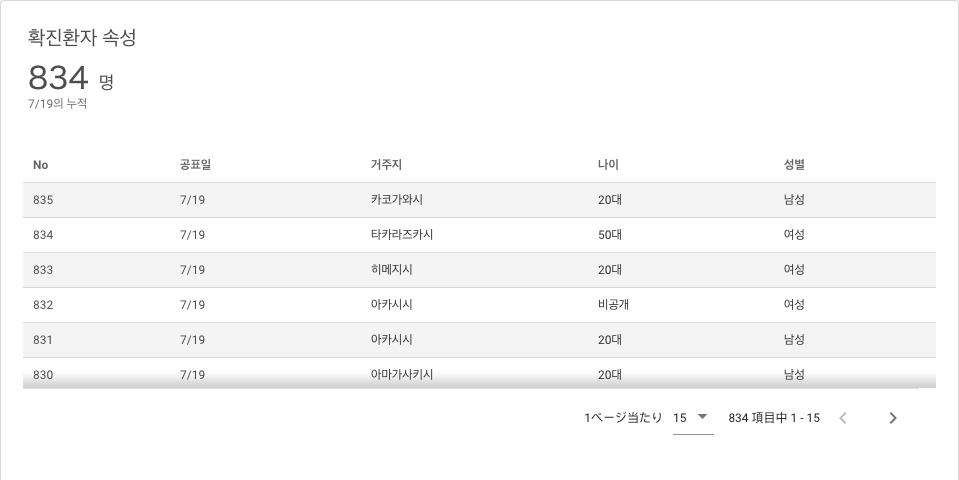 확진환자 속성
834 명
7/19의 누적
No 공표일 거주지 나이 성별
835 7/19 카코가와시 20대 남성
834 7/19 타카라즈카시 50대 여성
833 7/19 히메지시 20대 여성
832 7/19 아카시시 비공개 여성
831 7/19 아카시시 20대 남성
830 7/19 아마가사키시 20대 남성
1ページ当たり 15 834 項目中 1 - 15